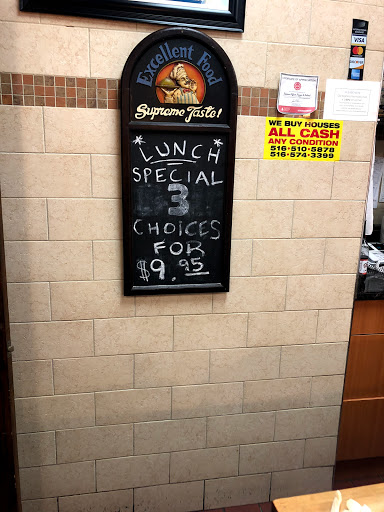 Excellent Food
Supreme Taste!
*LUNCH*
SPECIAL
3
CHOICES
FOR
$9.95
VISA
WE BUY HOUSES
ALL CASH
ANY CONDITION
516-510-5878
516-574-3399